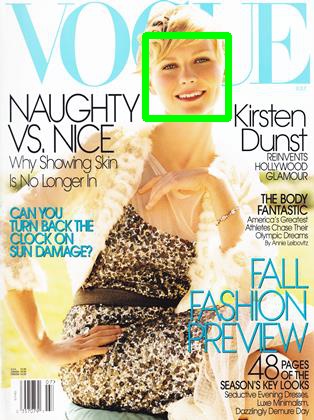 VOGUE
JULY
NAUGHTY
VS. NICE
Why Showing Skin
Is No Longer In
Kirsten
Dunst
REINVENTS
HOLLYWOOD
GLAMOUR
THE BODY
FANTASTIC
America's Greatest
Athletes Chase Their
Olympic Dreams
By Annie Leibovitz
CAN YOU
TURN BACK THE
CLOCK ON
SUN DAMAGE?
FALL
FASHION
PREVIEW
48 PAGES
OF THE
SEASON'S KEY LOOKS
Seductive Evening Dresses,
Luxe Minimalism,
Dazzlingly Demure Day